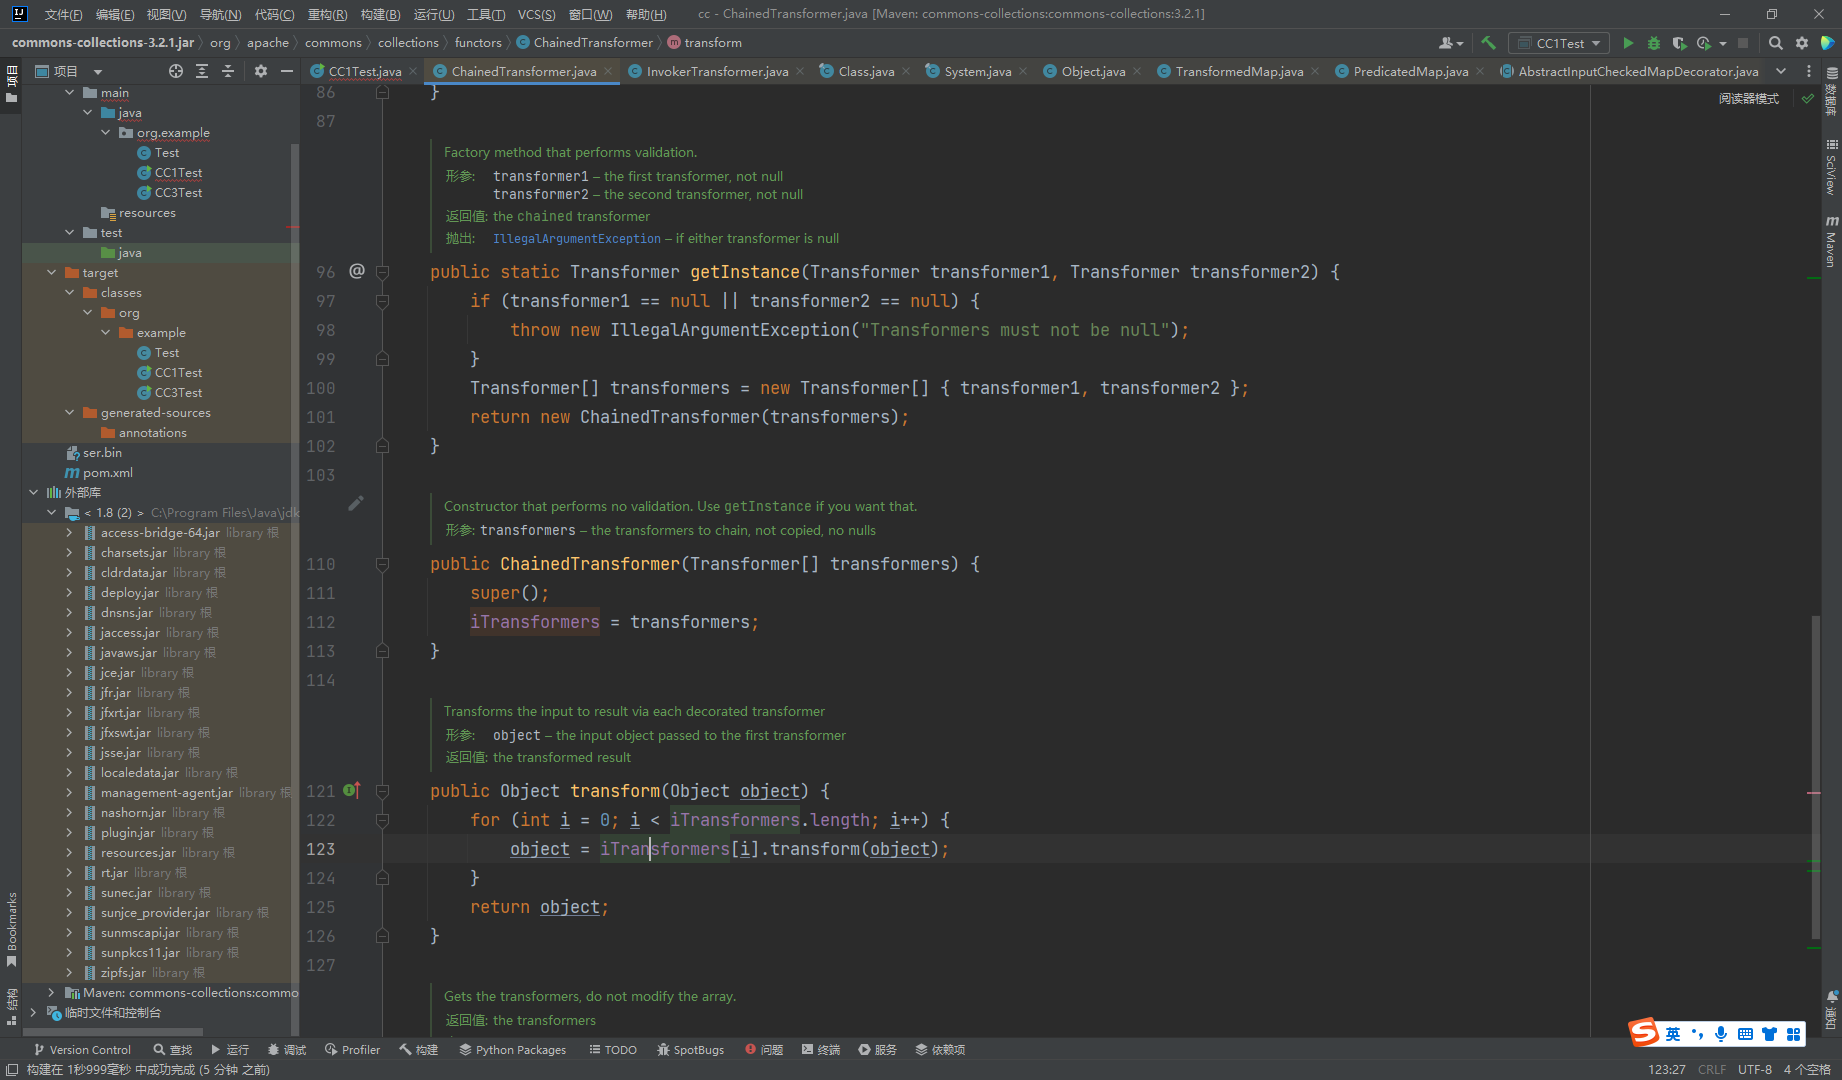 文件(F) 编辑(E) 视图(V) 导航(N) 代码(C) 重构(R) 构建(B) 运行(U) 工具(T) VCS(S) 窗口(W) 帮助(H) cc - ChainedTransformer.java [Maven: commons-collections:commons-collections:3.2.1]
commons-collections-3.2.1.jar org apache commons collections functors ChainedTransformer transform CC1Test
项目 CC1Test.java ChainedTransformer.java InvokerTransformer.java Class.java System.java Object.java TransformedMap.java PredicatedMap.java AbstractInputCheckedMapDecorator.java
项目
main
java
org.example
Test
CC1Test
CC3Test
resources
test
java
target
classes
org
example
Test
CC1Test
CC3Test
generated-sources
annotations
ser.bin
pom.xml
外部库
< 1.8 (2) > C:\Program Files\Java\jdk
access-bridge-64.jar library 根
charsets.jar library 根
cldrdata.jar library 根
deploy.jar library 根
dnsns.jar library 根
jaccess.jar library 根
javaws.jar library 根
jce.jar library 根
jfr.jar library 根
jfxrt.jar library 根
jfxswt.jar library 根
jsse.jar library 根
localedata.jar library 根
management-agent.jar library 根
nashorn.jar library 根
plugin.jar library 根
resources.jar library 根
rt.jar library 根
sunec.jar library 根
sunjce_provider.jar library 根
sunmscapi.jar library 根
sunpkcs11.jar library 根
zipfs.jar library 根
Maven: commons-collections:commo
临时文件和控制台
Bookmarks
结构
阅读器模式
86 }
87
Factory method that performs validation.
形参: transformer1 – the first transformer, not null
transformer2 – the second transformer, not null
返回值: the chained transformer
抛出: IllegalArgumentException – if either transformer is null
96 @ public static Transformer getInstance(Transformer transformer1, Transformer transformer2) {
97 if (transformer1 == null || transformer2 == null) {
98 throw new IllegalArgumentException("Transformers must not be null");
99 }
100 Transformer[] transformers = new Transformer[] { transformer1, transformer2 };
101 return new ChainedTransformer(transformers);
102 }
103
Constructor that performs no validation. Use getInstance if you want that.
形参: transformers – the transformers to chain, not copied, no nulls
110 public ChainedTransformer(Transformer[] transformers) {
111 super();
112 iTransformers = transformers;
113 }
114
Transforms the input to result via each decorated transformer
形参: object – the input object passed to the first transformer
返回值: the transformed result
121 public Object transform(Object object) {
122 for (int i = 0; i < iTransformers.length; i++) {
123 object = iTransformers[i].transform(object);
124 }
125 return object;
126 }
127
Gets the transformers, do not modify the array.
返回值: the transformers
数据库
SciView
Maven
通知
英
Version Control 查找 运行 调试 Profiler 构建 Python Packages TODO SpotBugs 问题 终端 服务 依赖项
构建在 1秒999毫秒 中成功完成 (5 分钟 之前) 123:27 CRLF UTF-8 4 个空格